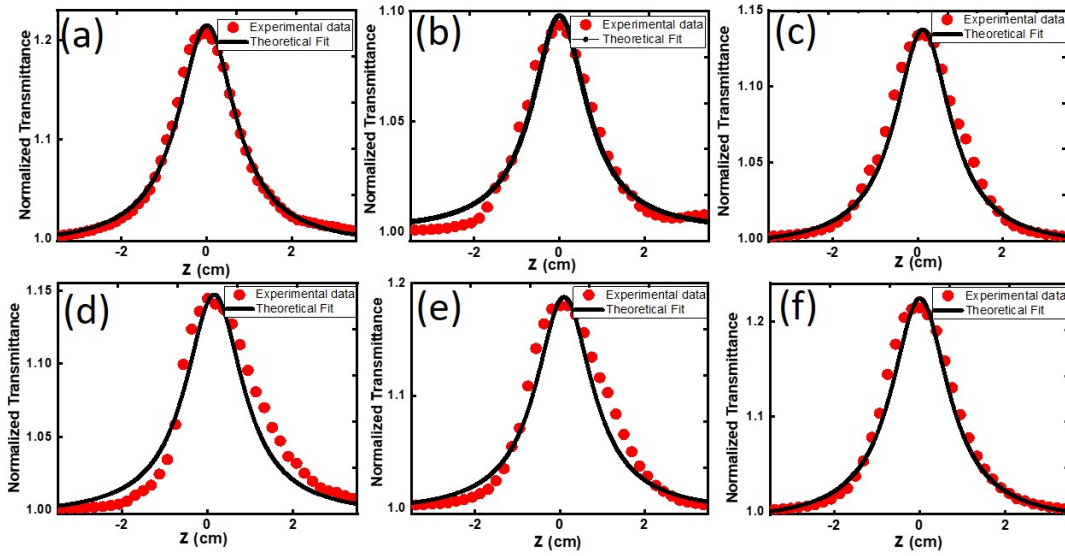 (a)
Experimental data
Theoretical Fit
Normalized Transmittance
1.2
1.1
1.0
-2
0
2
z (cm)
(b)
Experimental data
Theoretical Fit
Normalized Transmittance
1.10
1.05
1.00
-2
0
2
z (cm)
(c)
Experimental data
Theoretical Fit
Normalized Transmittance
1.15
1.10
1.05
1.00
-2
0
2
z (cm)
(d)
Experimental data
Theoretical Fit
Normalized Transmittance
1.15
1.10
1.05
1.00
-2
0
2
z (cm)
(e)
Experimental data
Theoretical Fit
Normalized Transmittance
1.2
1.1
1.0
-2
0
2
z (cm)
(f)
Experimental data
Theoretical Fit
Normalized Transmittance
1.2
1.1
1.0
-2
0
2
z (cm)